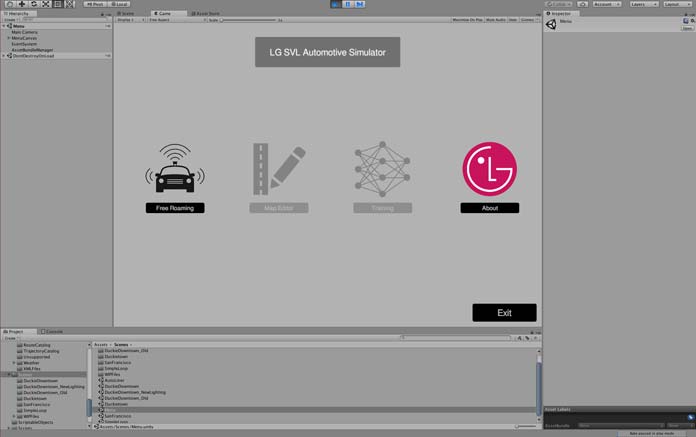 Pivot
Local
Collab
Account
Layers
Layout
Hierarchy
Scene
Game
Asset Store
Inspector
Create
Display 1
Free Aspect
Scale
Maximize On Play
Mute Audio
Stats
Gizmos
Menu
Main Camera
MenuCanvas
EventSystem
AssetBundleManager
DontDestroyOnLoad
Menu
Open
LG SVL Automotive Simulator
LG
Free Roaming
Map Editor
Training
About
Exit
Project
Console
Create
RouteCatalog
TrajectoryCatalog
Unsupported
Weather
XMLFiles
Scenes
DuckieDowntown
DuckieDowntown_NewLighting
DuckieDowntown_Old
Duckietown
SanFrancisco
SimpleLoop
WIPFiles
ScriptableObjects
Scripts
Assets ▸ Scenes ▸
DuckieDowntown_Old
Duckietown
SanFrancisco
SimpleLoop
WIPFiles
DuckieDowntown
DuckieDowntown_NewLighting
DuckieDowntown_Old
Duckietown
Menu
SanFrancisco
SimpleLoop
Assets/Scenes/Menu.unity
Asset Labels
AssetBundle
None
None